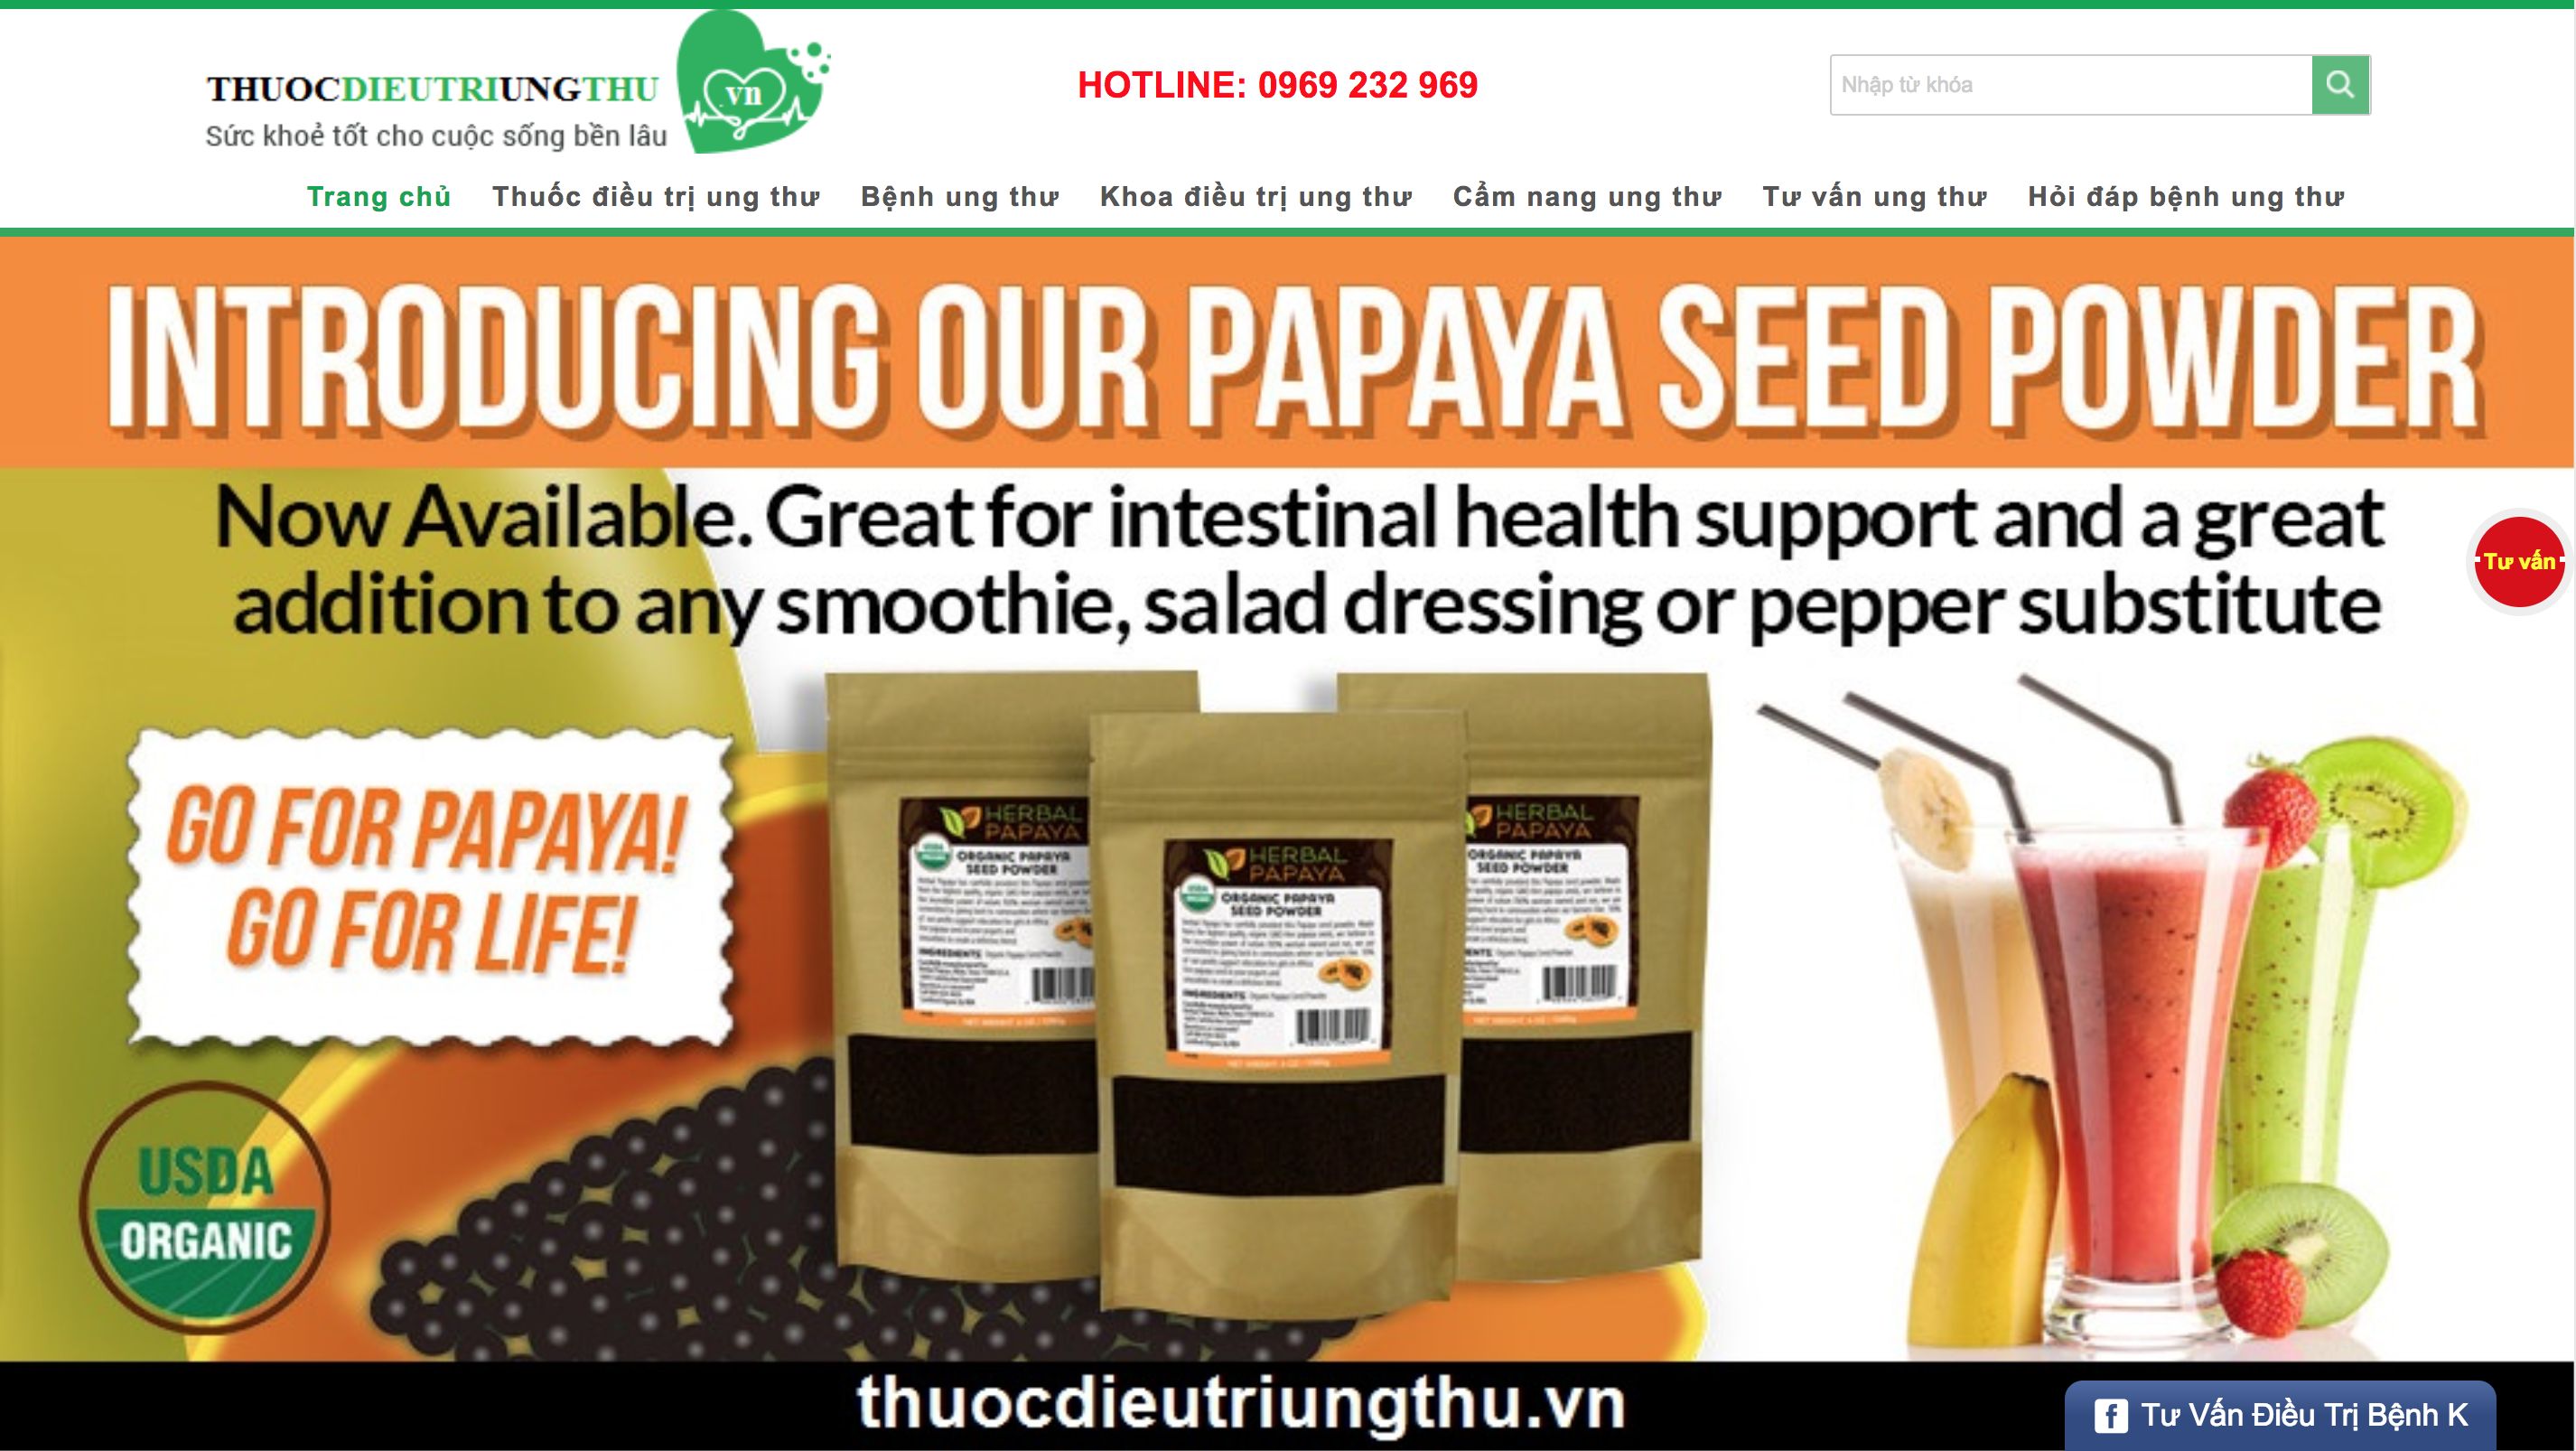 THUOCDIEUTRIUNGTHU
vn
Sức khoẻ tốt cho cuộc sống bền lâu
HOTLINE: 0969 232 969
Nhập từ khóa
Trang chủ Thuốc điều trị ung thư Bệnh ung thư Khoa điều trị ung thư Cẩm nang ung thư Tư vấn ung thư Hỏi đáp bệnh ung thư
INTRODUCING OUR PAPAYA SEED POWDER
Now Available. Great for intestinal health support and a great
addition to any smoothie, salad dressing or pepper substitute
Tư vấn
GO FOR PAPAYA!
GO FOR LIFE!
HERBAL
PAPAYA
ORGANIC PAPAYA
SEED POWDER
HERBAL
PAPAYA
ORGANIC PAPAYA
SEED POWDER
INGREDIENTS
HERBAL
PAPAYA
ORGANIC PAPAYA
SEED POWDER
USDA
ORGANIC
thuocdieutriungthu.vn
Tư Vấn Điều Trị Bệnh K